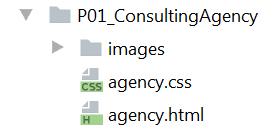 P01_ConsultingAgency
images
CSS agency.css
H agency.html